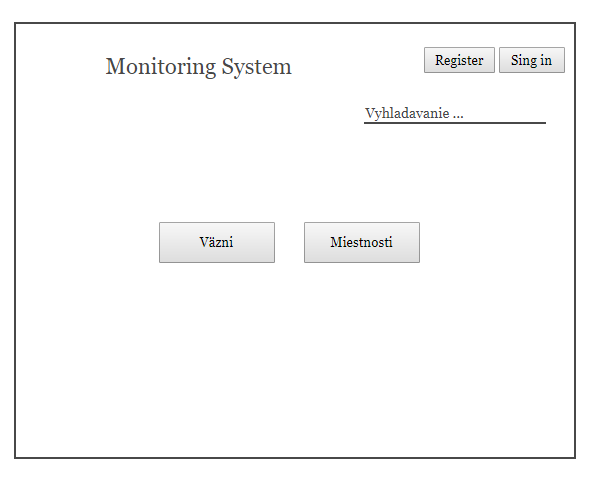 Monitoring System
Register
Sing in
Vyhladavanie ...
Väzni
Miestnosti